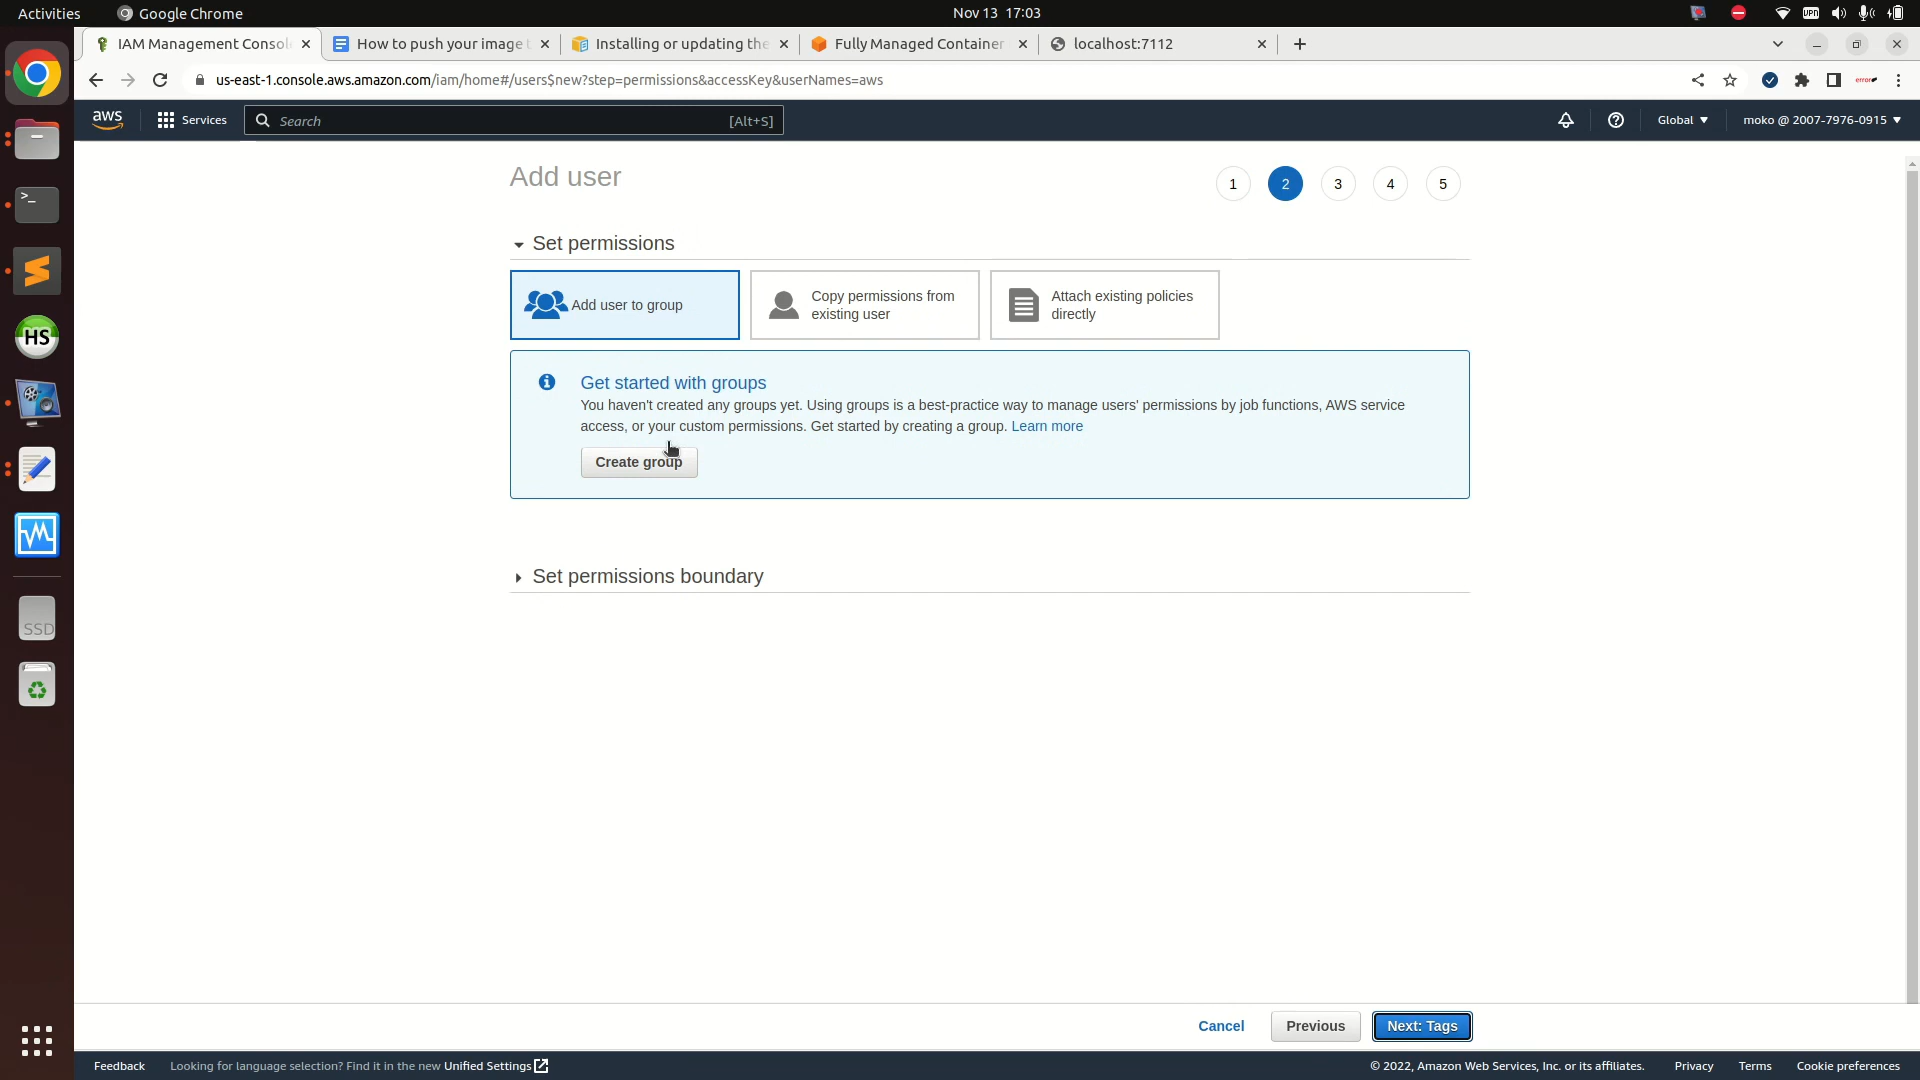 Activities
Google Chrome
Nov 13 17:03
VPN
IAM Management Consol
How to push your image t
Installing or updating the
Fully Managed Container
localhost:7112
us-east-1.console.aws.amazon.com/iam/home#/users$new?step=permissions&accessKey&userNames=aws
error
aws
Services
Search
[Alt+S]
Global
moko @ 2007-7976-0915
Add user
1 2 3 4 5
Set permissions
Add user to group
Copy permissions from
existing user
Attach existing policies
directly
Get started with groups
You haven't created any groups yet. Using groups is a best-practice way to manage users' permissions by job functions, AWS service
access, or your custom permissions. Get started by creating a group. Learn more
Create group
Set permissions boundary
HS
SSD
Cancel
Previous
Next: Tags
Feedback
Looking for language selection? Find it in the new Unified Settings
© 2022, Amazon Web Services, Inc. or its affiliates.
Privacy
Terms
Cookie preferences